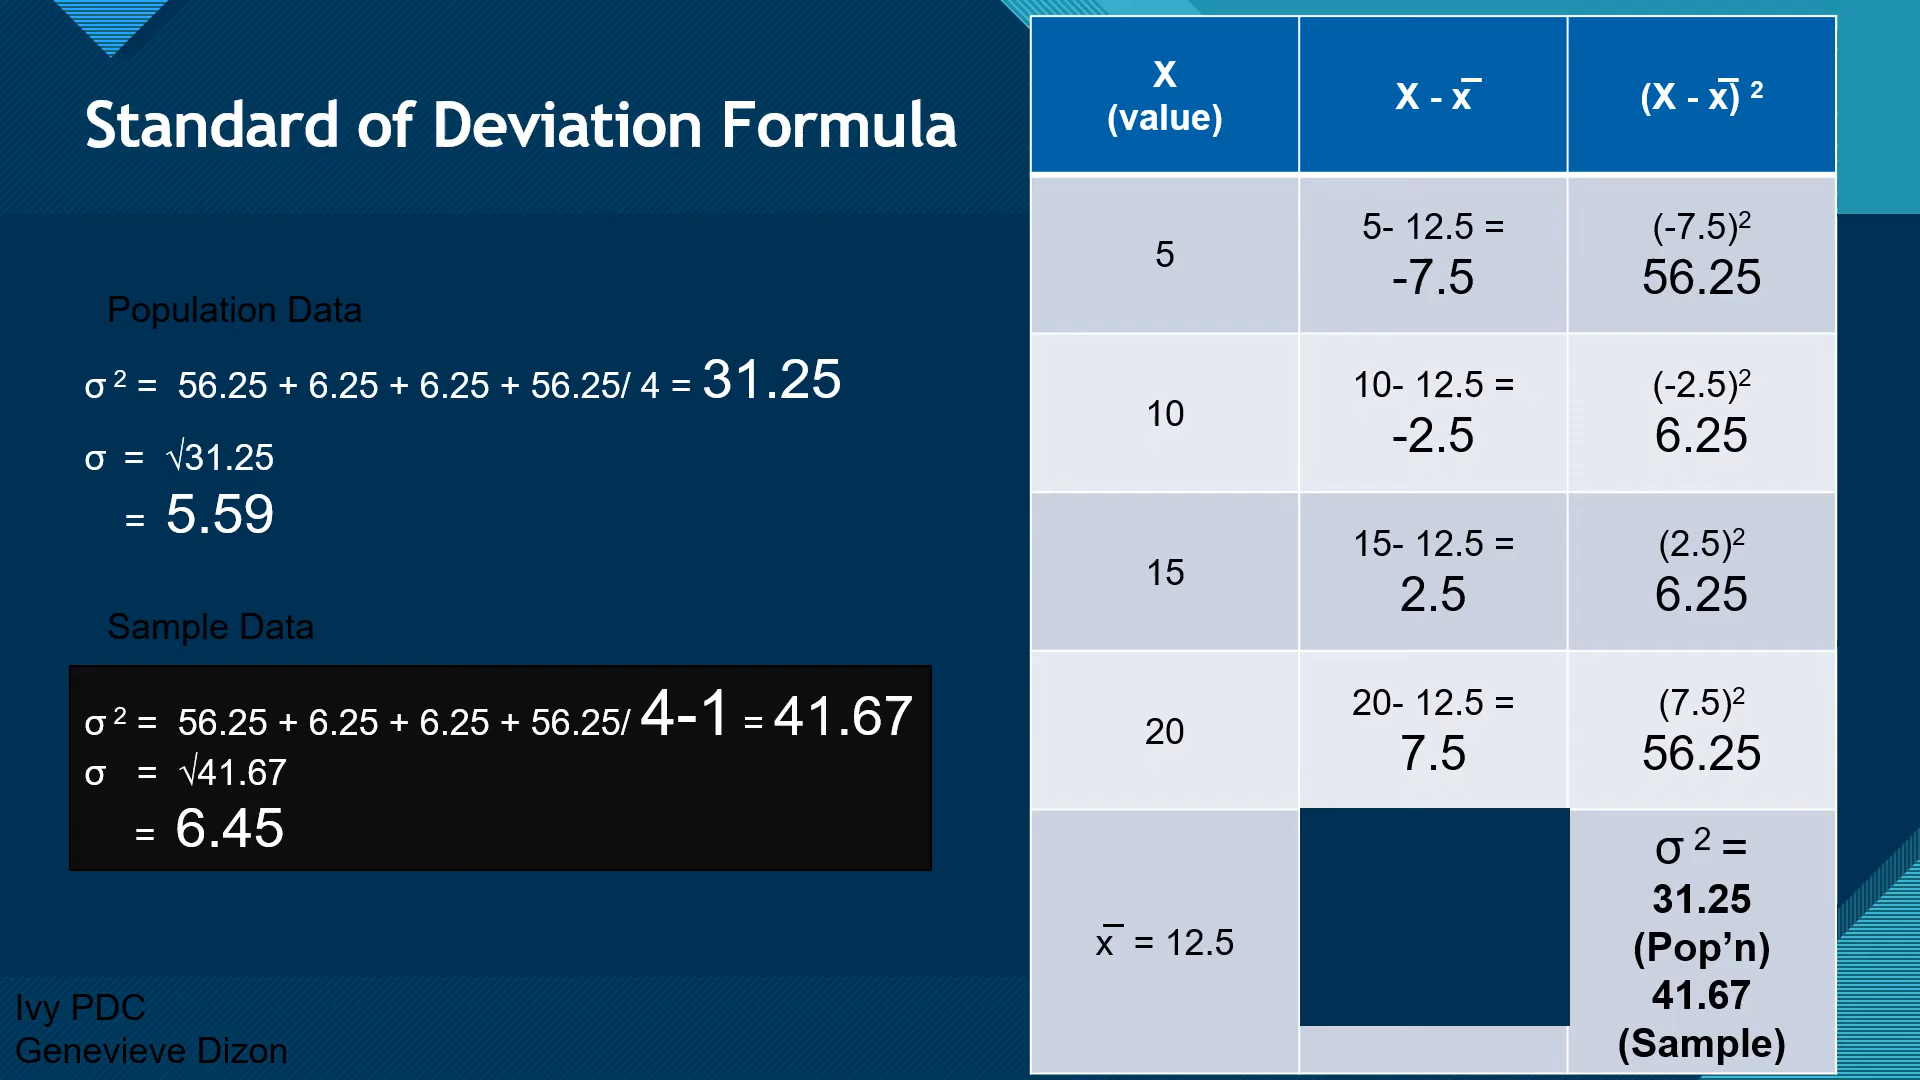 Standard of Deviation Formula
Population Data
σ ² = 56.25 + 6.25 + 6.25 + 56.25/ 4 = 31.25
σ = √31.25
= 5.59
Sample Data
σ ² = 56.25 + 6.25 + 6.25 + 56.25/ 4-1 = 41.67
σ = √41.67
= 6.45
Ivy PDC
Genevieve Dizon
X
(value)
X - x̅
(X - x̅) ²
5
5- 12.5 =
-7.5
(-7.5)²
56.25
10
10- 12.5 =
-2.5
(-2.5)²
6.25
15
15- 12.5 =
2.5
(2.5)²
6.25
20
20- 12.5 =
7.5
(7.5)²
56.25
x̅ = 12.5
σ ² =
31.25
(Pop’n)
41.67
(Sample)